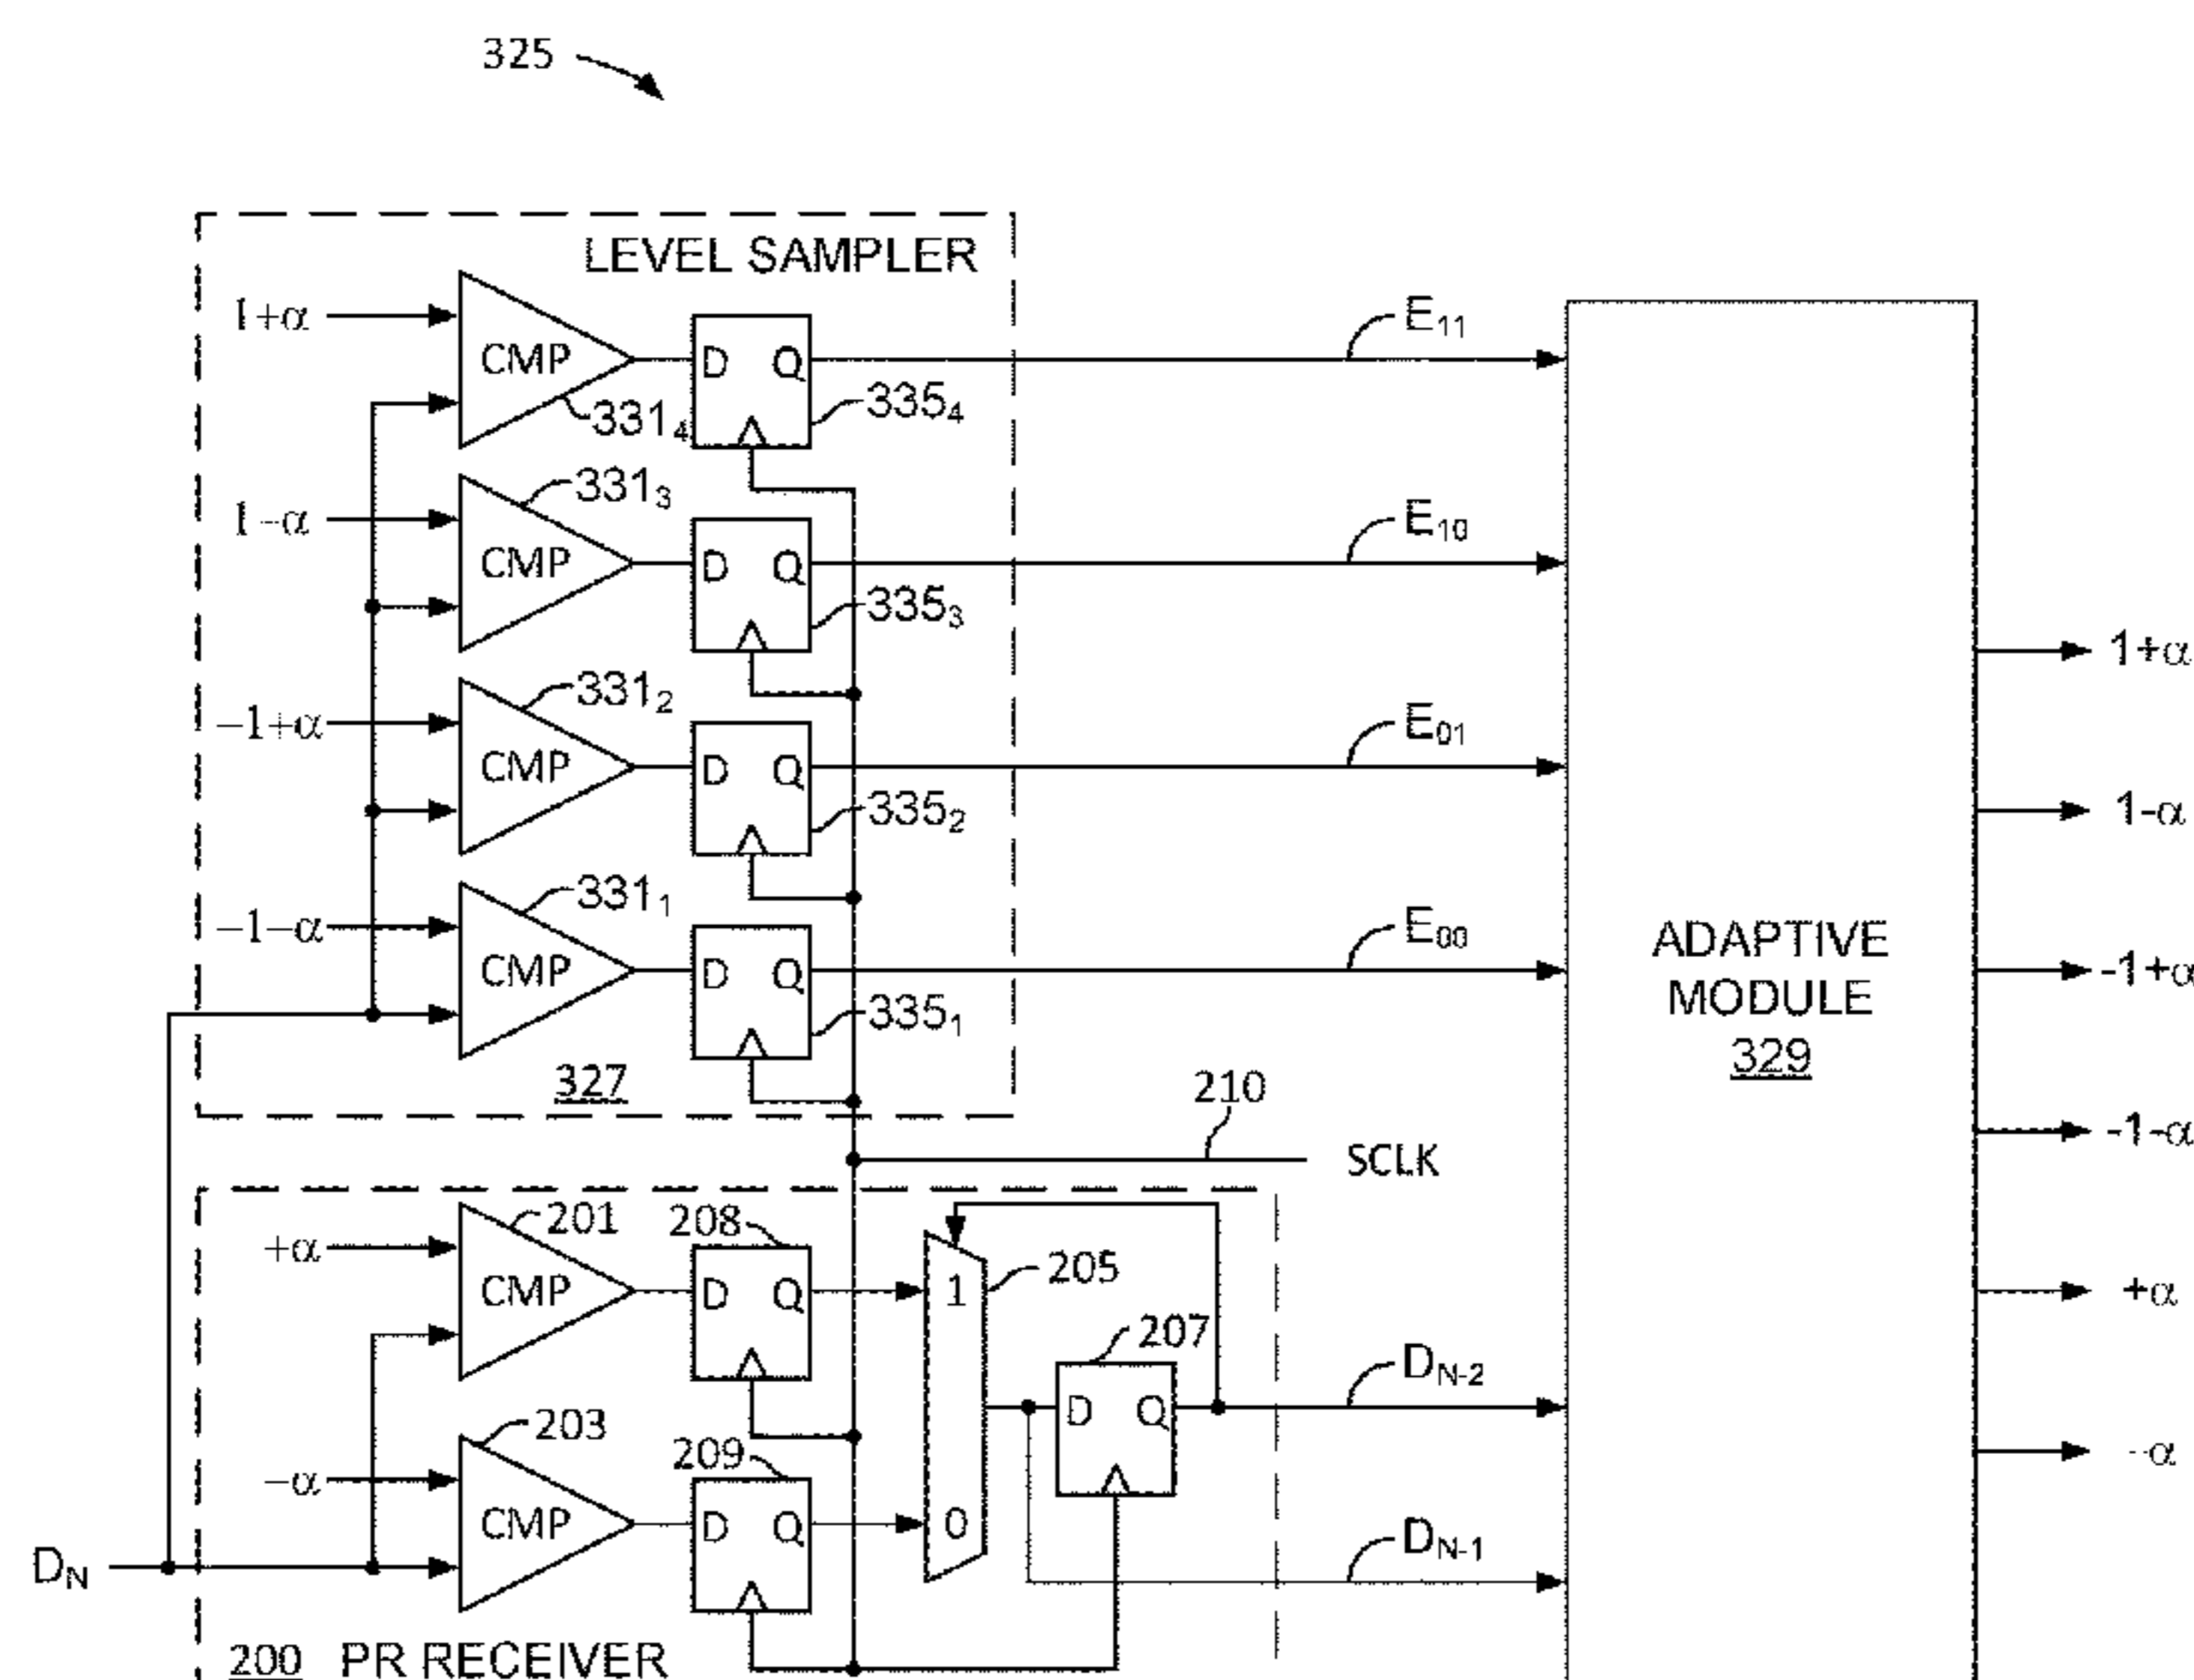 325
LEVEL SAMPLER
1+α
CMP
331₄
D Q
335₄
E₁₁
1-α
CMP
331₃
D Q
335₃
E₁₀
-1+α
CMP
331₂
D Q
335₂
E₀₁
-1-α
CMP
331₁
D Q
335₁
E₀₀
327
210
SCLK
+α
CMP
201
208
D Q
1
205
207
D Q
D_N-2
-α
CMP
203
209
D Q
0
D_N-1
D_N
200 PR RECEIVER
ADAPTIVE
MODULE
329
1+α
1-α
-1+α
-1-α
+α
-α